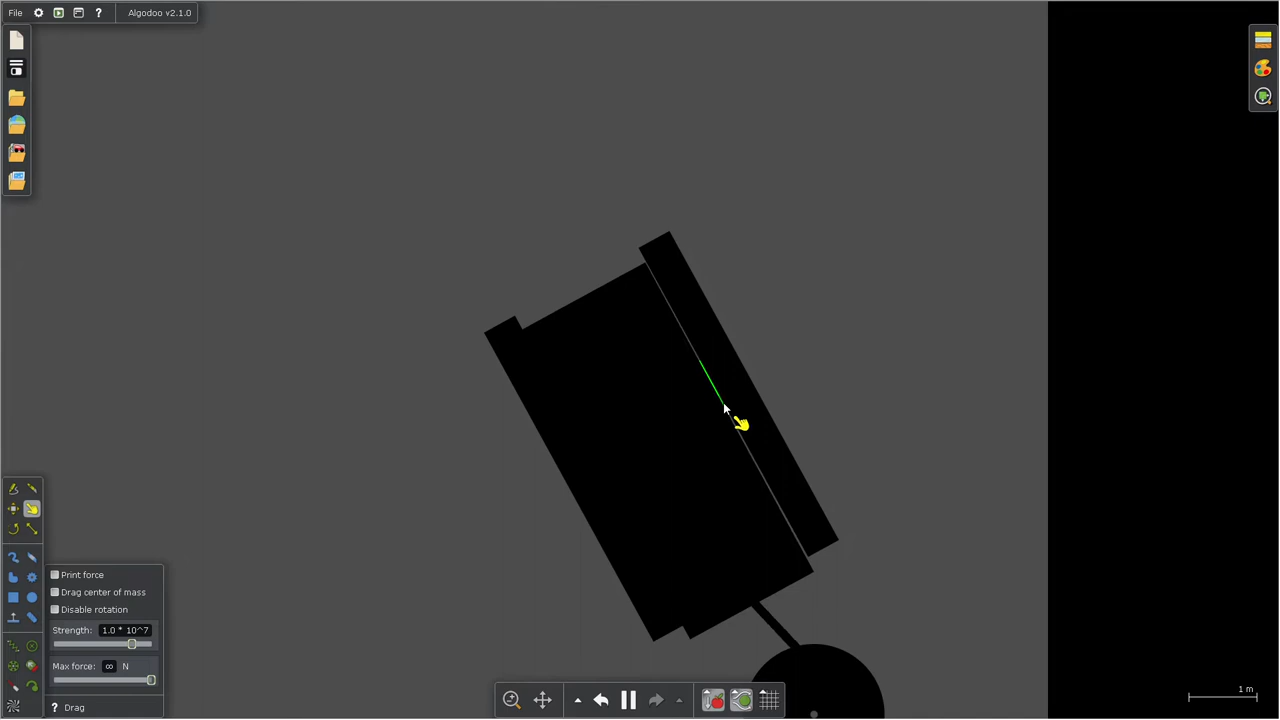 File ? Algodoo v2.1.0
Print force
Drag center of mass
Disable rotation
Strength: 1.0 * 10^7
Max force: ∞ N
? Drag
1 m